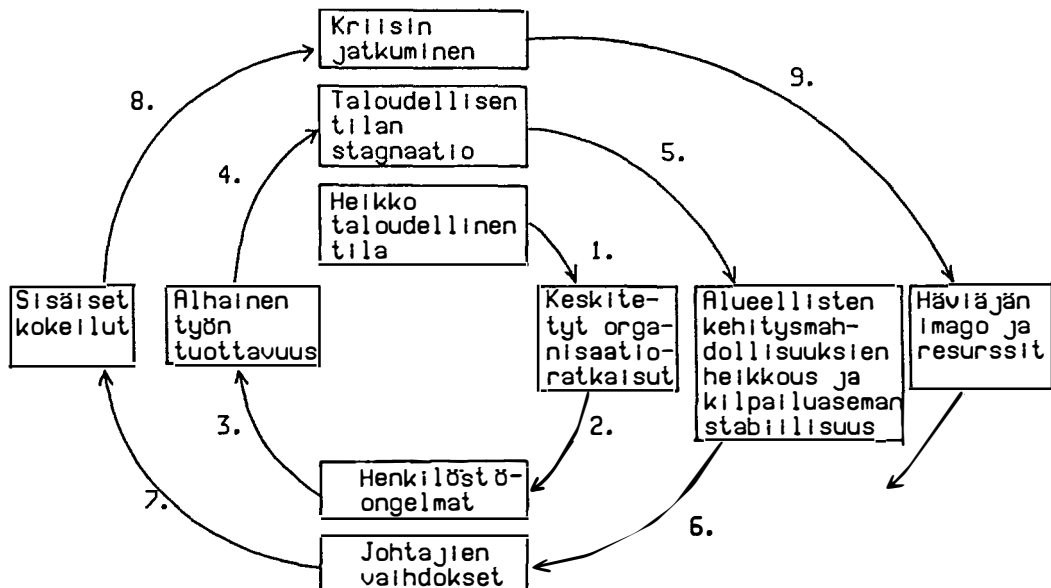 Kriisin
jatkuminen
8.
9.
Taloudellisen
tilan
stagnaatio
4.
5.
Heikko
taloudellinen
tila
1.
Sisäiset
kokeilut
Alhainen
työn
tuottavuus
Keskite-
tyt orga-
nisaatio-
ratkaisut
Alueellisten
kehitysmah-
dollisuuksien
heikkous ja
kilpailuaseman
stabiilisuus
Häviäjän
imago ja
resurssit
3.
2.
Henkilöstö-
ongelmat
7.
6.
Johtajien
vaihdokset